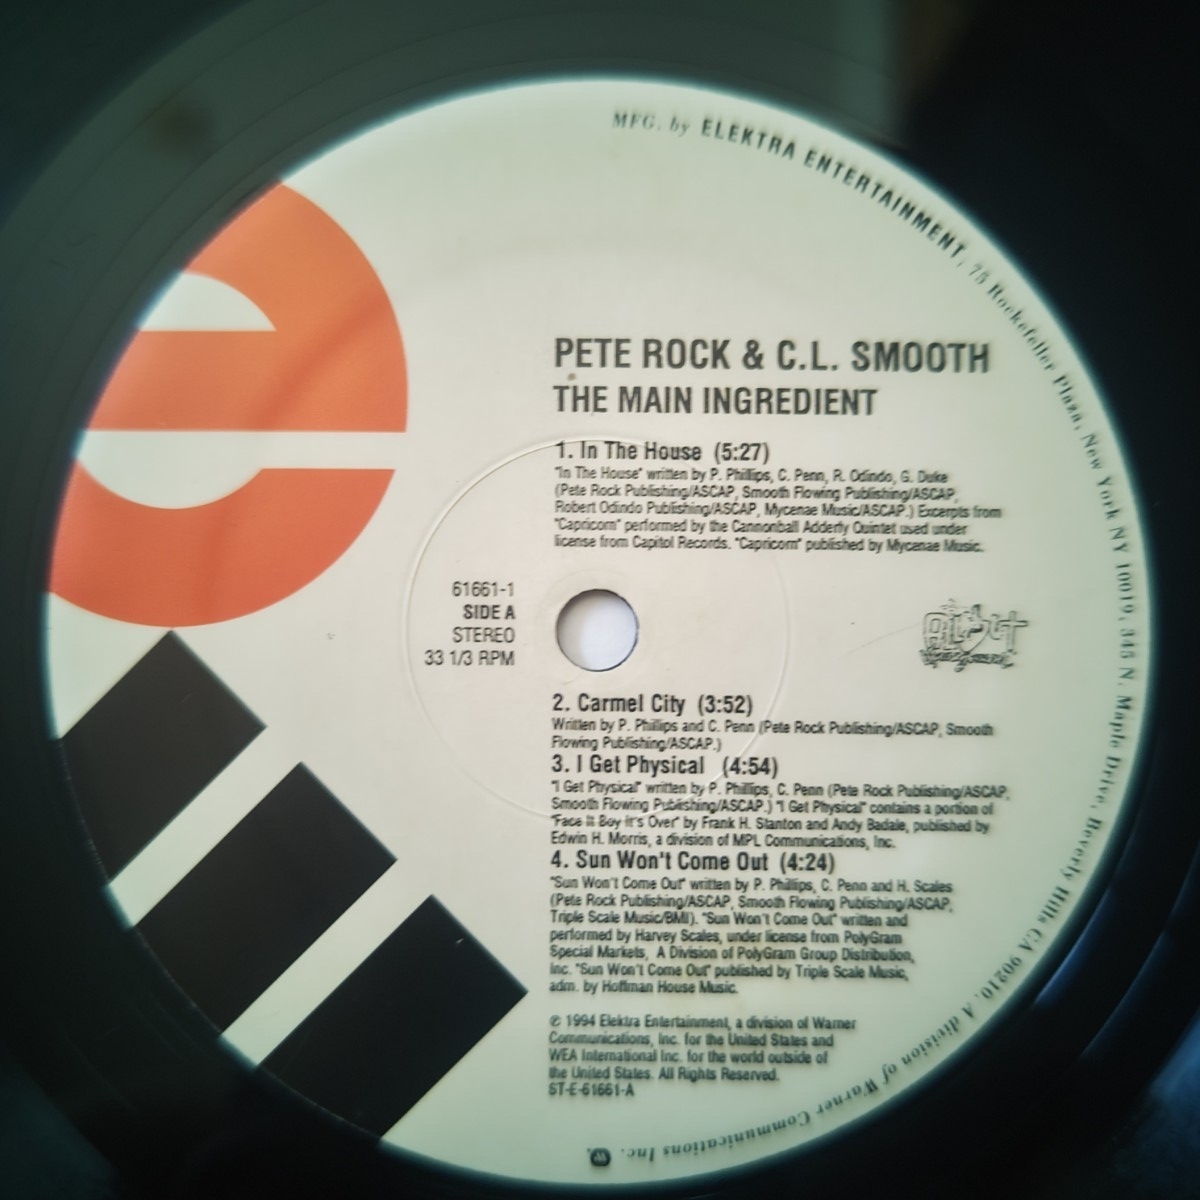 MFG. by ELEKTRA ENTERTAINMENT, 75 Rockefeller Plaza, New York NY 10019, 345 N. Maple Drive, Beverly Hills CA 90210. A division of Warner Communications Inc.
e
PETE ROCK & C.L. SMOOTH
THE MAIN INGREDIENT
1. In The House (5:27)
"In The House" written by P. Phillips, C. Penn, R. Odindo, G. Duke
(Pete Rock Publishing/ASCAP, Smooth Flowing Publishing/ASCAP,
Robert Odindo Publishing/ASCAP, Mycenae Music/ASCAP.) Excerpts from
"Capricorn" performed by the Cannonball Adderly Quintet used under
license from Capitol Records. "Capricorn" published by Mycenae Music.
61661-1
SIDE A
STEREO
33 1/3 RPM
2. Carmel City (3:52)
Written by P. Phillips and C. Penn (Pete Rock Publishing/ASCAP, Smooth
Flowing Publishing/ASCAP.)
3. I Get Physical (4:54)
"I Get Physical" written by P. Phillips, C. Penn (Pete Rock Publishing/ASCAP,
Smooth Flowing Publishing/ASCAP.) "I Get Physical" contains a portion of
"Face It Boy It's Over" by Frank H. Stanton and Andy Badale, published by
Edwin H. Morris, a division of MPL Communications, Inc.
4. Sun Won't Come Out (4:24)
"Sun Won't Come Out" written by P. Phillips, C. Penn and H. Scales
(Pete Rock Publishing/ASCAP, Smooth Flowing Publishing/ASCAP,
Triple Scale Music/BMI). "Sun Won't Come Out" written and
performed by Harvey Scales, under license from PolyGram
Special Markets, A Division of PolyGram Group Distribution,
Inc. "Sun Won't Come Out" published by Triple Scale Music,
adm. by Hoffman House Music.
℗ 1994 Elektra Entertainment, a division of Warner
Communications, Inc. for the United States and
WEA International Inc. for the world outside of
the United States. All Rights Reserved.
ST-E-61661-A